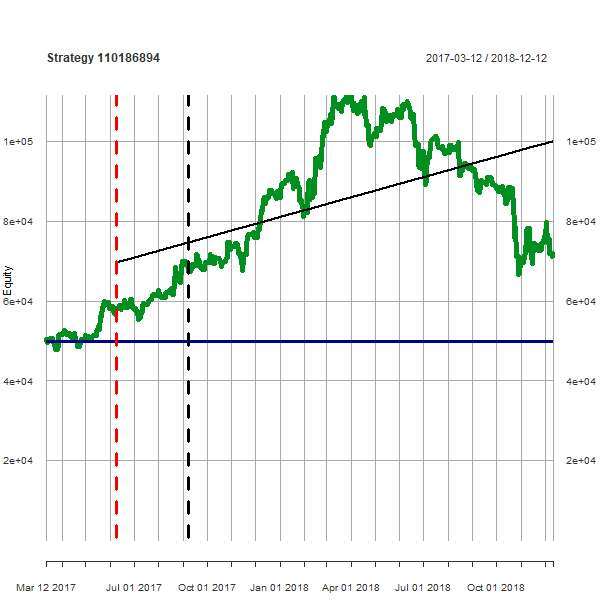 Strategy 110186894 2017-03-12 / 2018-12-12
1e+05 1e+05
8e+04 8e+04
Equity
6e+04 6e+04
4e+04 4e+04
2e+04 2e+04
Mar 12 2017 Jul 01 2017 Oct 01 2017 Jan 01 2018 Apr 01 2018 Jul 01 2018 Oct 01 2018